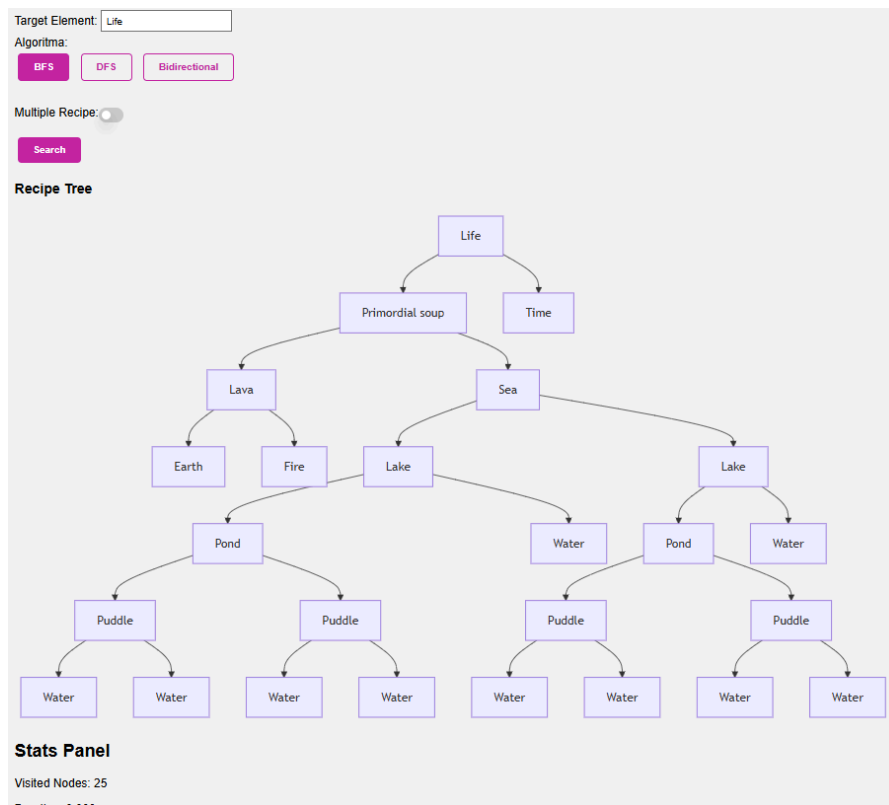 Target Element: Life
Algoritma:
BFS DFS Bidirectional
Multiple Recipe:
Search
Recipe Tree
Life
Primordial soup Time
Lava Sea
Earth Fire Lake Lake
Pond Water Pond Water
Puddle Puddle Puddle Puddle
Water Water Water Water Water Water Water Water
Stats Panel
Visited Nodes: 25